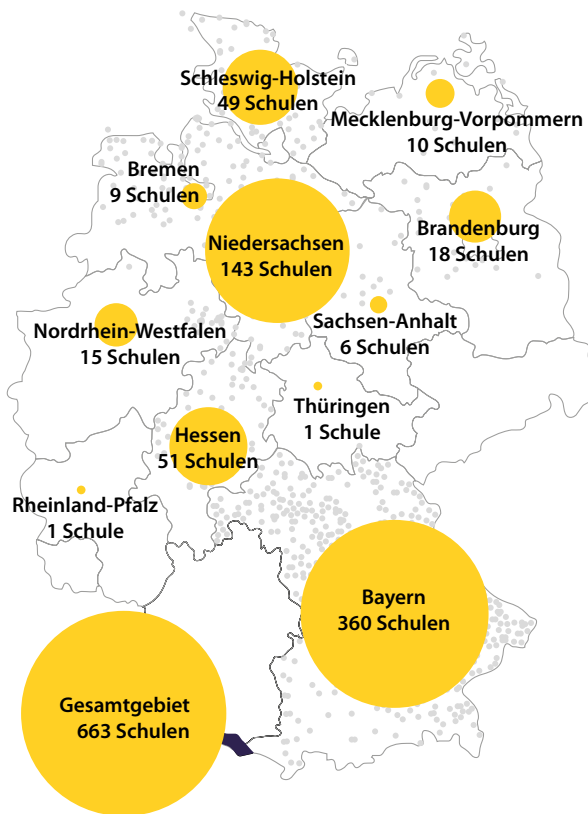 Schleswig-Holstein
49 Schulen
Mecklenburg-Vorpommern
10 Schulen
Bremen
9 Schulen
Brandenburg
18 Schulen
Niedersachsen
143 Schulen
Sachsen-Anhalt
6 Schulen
Nordrhein-Westfalen
15 Schulen
Thüringen
1 Schule
Hessen
51 Schulen
Rheinland-Pfalz
1 Schule
Bayern
360 Schulen
Gesamtgebiet
663 Schulen